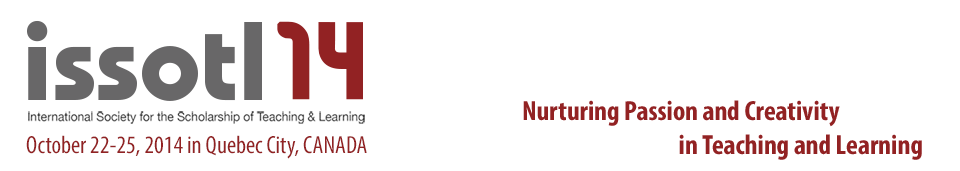 issotl14
International Society for the Scholarship of Teaching & Learning
October 22-25, 2014 in Quebec City, CANADA
Nurturing Passion and Creativity
in Teaching and Learning